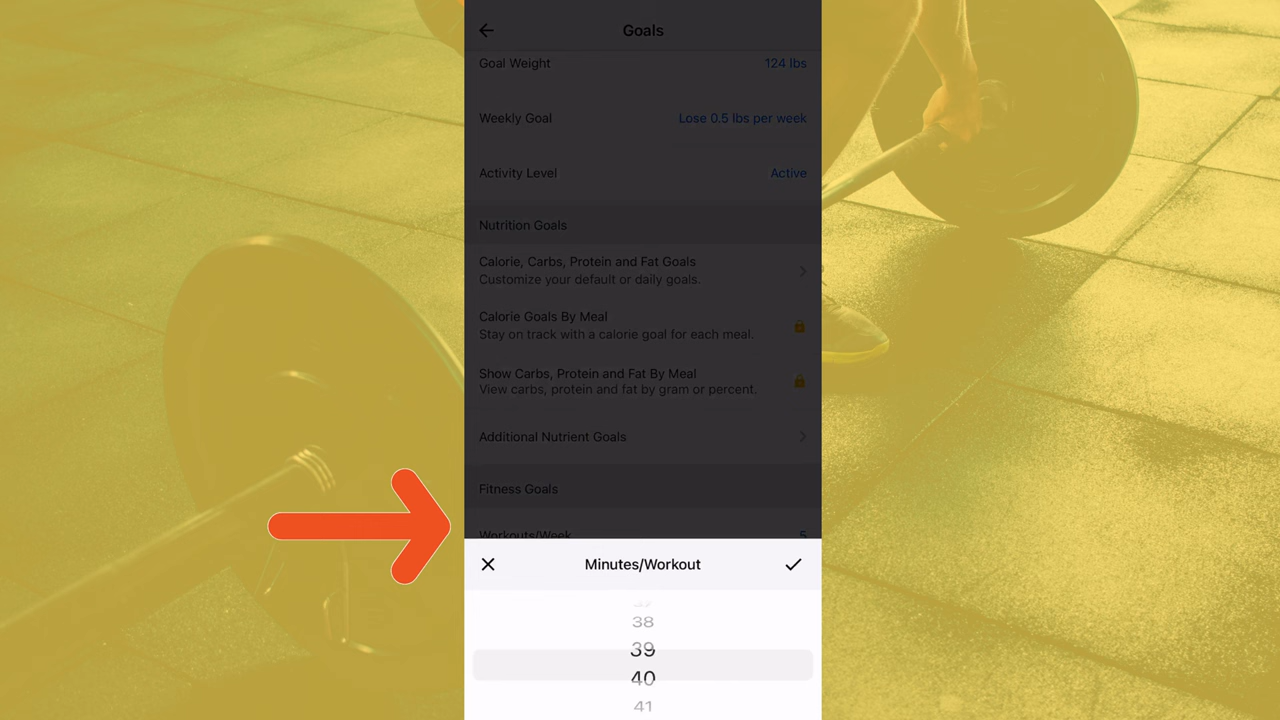 Goals
Goal Weight 124 lbs
Weekly Goal Lose 0.5 lbs per week
Activity Level Active
Nutrition Goals
Calorie, Carbs, Protein and Fat Goals
Customize your default or daily goals.
Calorie Goals By Meal
Stay on track with a calorie goal for each meal.
Show Carbs, Protein and Fat By Meal
View carbs, protein and fat by gram or percent.
Additional Nutrient Goals
Fitness Goals
Workouts/Week 5
Minutes/Workout
38
39
40
41